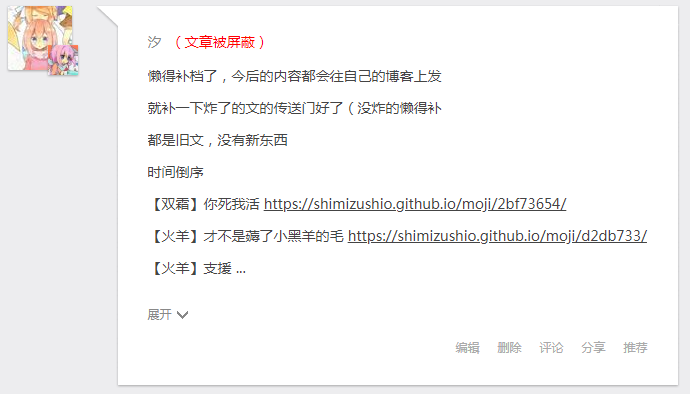 汐 （文章被屏蔽）
懒得补档了，今后的内容都会往自己的博客上发
就补一下炸了的文的传送门好了（没炸的懒得补
都是旧文，没有新东西
时间倒序
【双霜】你死我活 https://shimizushio.github.io/moji/2bf73654/
【火羊】才不是薅了小黑羊的毛 https://shimizushio.github.io/moji/d2db733/
【火羊】支援 ...
展开
编辑 删除 评论 分享 推荐